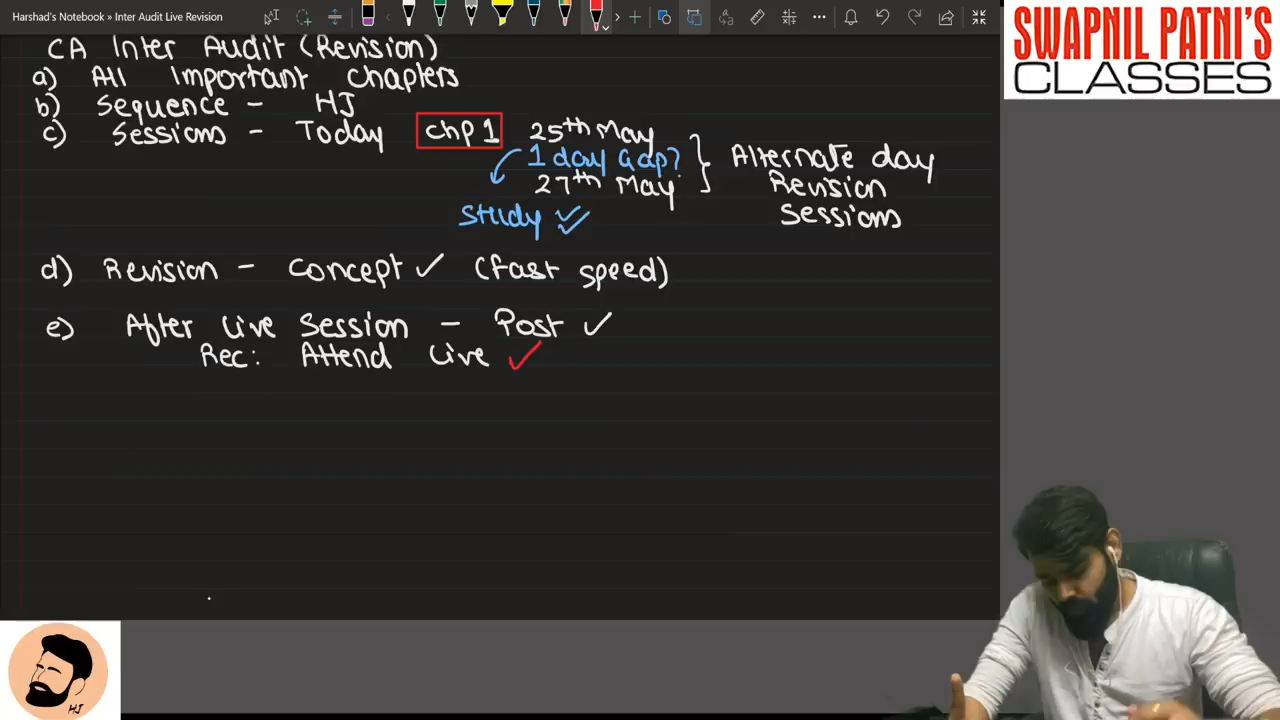 Harshad's Notebook » Inter Audit Live Revision
SWAPNIL PATNI'S
CLASSES
CA Inter Audit (Revision)
a) All Important Chapters
b) Sequence - HJ
c) Sessions - Today Chp 1 25th May
1 day Gap?
27th May
Alternate day
Revision
Sessions
Study
d) Revision - Concept ✓ (fast speed)
e) After Live Session - Post ✓
Rec: Attend Live ✓
HJ